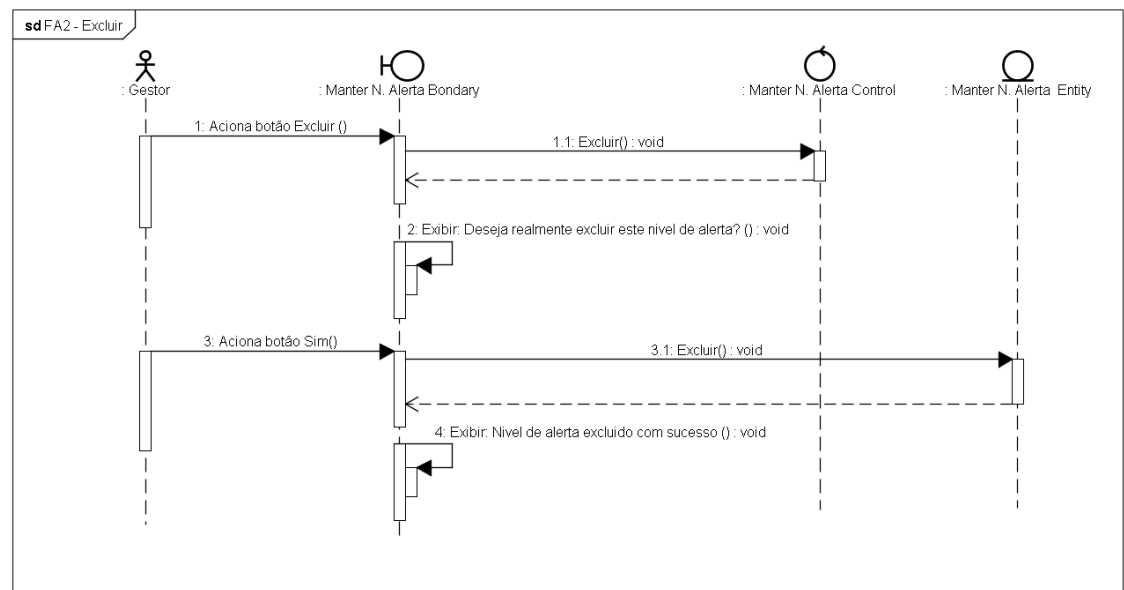 sd FA2 - Excluir
: Gestor
: Manter N. Alerta Bondary
: Manter N. Alerta Control
: Manter N. Alerta Entity
1: Aciona botão Excluir ()
1.1: Excluir() : void
2: Exibir: Deseja realmente excluir este nivel de alerta? () : void
3: Aciona botão Sim()
3.1: Excluir() : void
4: Exibir: Nivel de alerta excluido com sucesso () : void